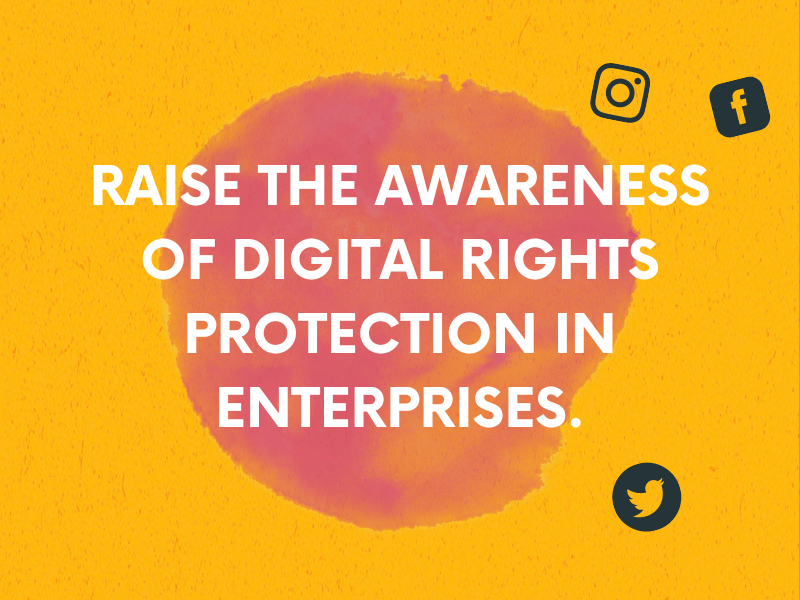 RAISE THE AWARENESS
OF DIGITAL RIGHTS
PROTECTION IN
ENTERPRISES.